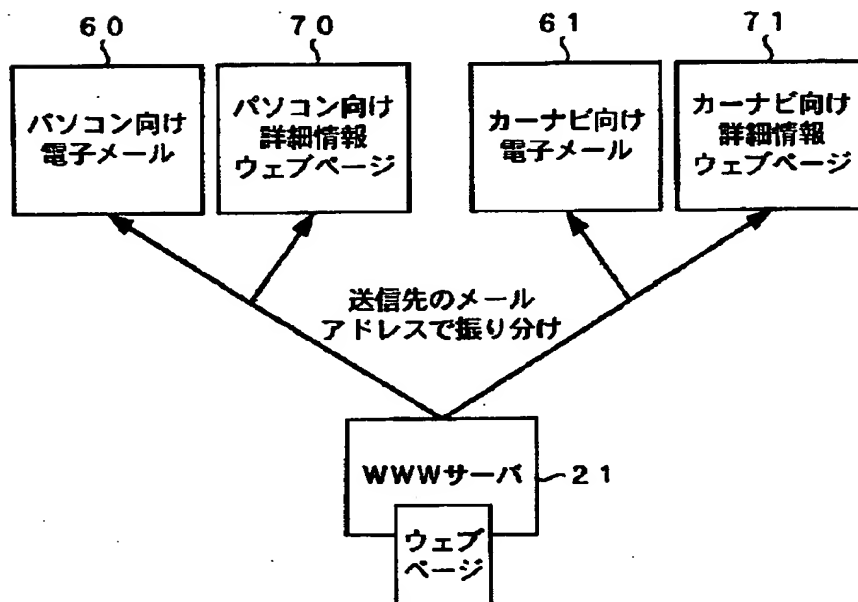 60
70
61
71
パソコン向け
電子メール
パソコン向け
詳細情報
ウェブページ
カーナビ向け
電子メール
カーナビ向け
詳細情報
ウェブページ
送信先のメール
アドレスで振り分け
WWWサーバ
21
ウェブ
ページ